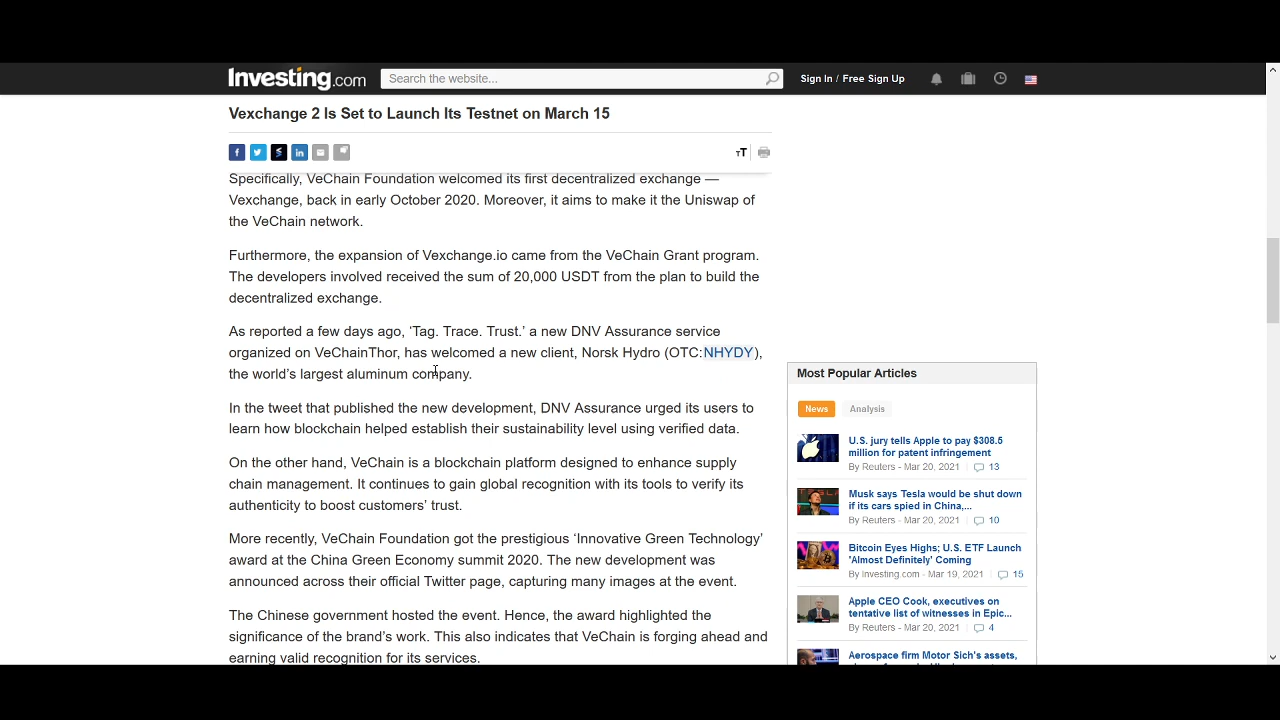 Investing.com
Search the website...
Sign In / Free Sign Up
Vexchange 2 Is Set to Launch Its Testnet on March 15
Specifically, VeChain Foundation welcomed its first decentralized exchange —
Vexchange, back in early October 2020. Moreover, it aims to make it the Uniswap of
the VeChain network.
Furthermore, the expansion of Vexchange.io came from the VeChain Grant program.
The developers involved received the sum of 20,000 USDT from the plan to build the
decentralized exchange.
As reported a few days ago, ‘Tag. Trace. Trust.’ a new DNV Assurance service
organized on VeChainThor, has welcomed a new client, Norsk Hydro (OTC:NHYDY),
the world’s largest aluminum company.
In the tweet that published the new development, DNV Assurance urged its users to
learn how blockchain helped establish their sustainability level using verified data.
On the other hand, VeChain is a blockchain platform designed to enhance supply
chain management. It continues to gain global recognition with its tools to verify its
authenticity to boost customers’ trust.
More recently, VeChain Foundation got the prestigious ‘Innovative Green Technology’
award at the China Green Economy summit 2020. The new development was
announced across their official Twitter page, capturing many images at the event.
The Chinese government hosted the event. Hence, the award highlighted the
significance of the brand’s work. This also indicates that VeChain is forging ahead and
earning valid recognition for its services.
Most Popular Articles
News Analysis
U.S. jury tells Apple to pay $308.5
million for patent infringement
By Reuters - Mar 20, 2021 13
Musk says Tesla would be shut down
if its cars spied in China,...
By Reuters - Mar 20, 2021 10
Bitcoin Eyes Highs; U.S. ETF Launch
'Almost Definitely' Coming
By Investing.com - Mar 19, 2021 15
Apple CEO Cook, executives on
tentative list of witnesses in Epic...
By Reuters - Mar 20, 2021 4
Aerospace firm Motor Sich's assets,